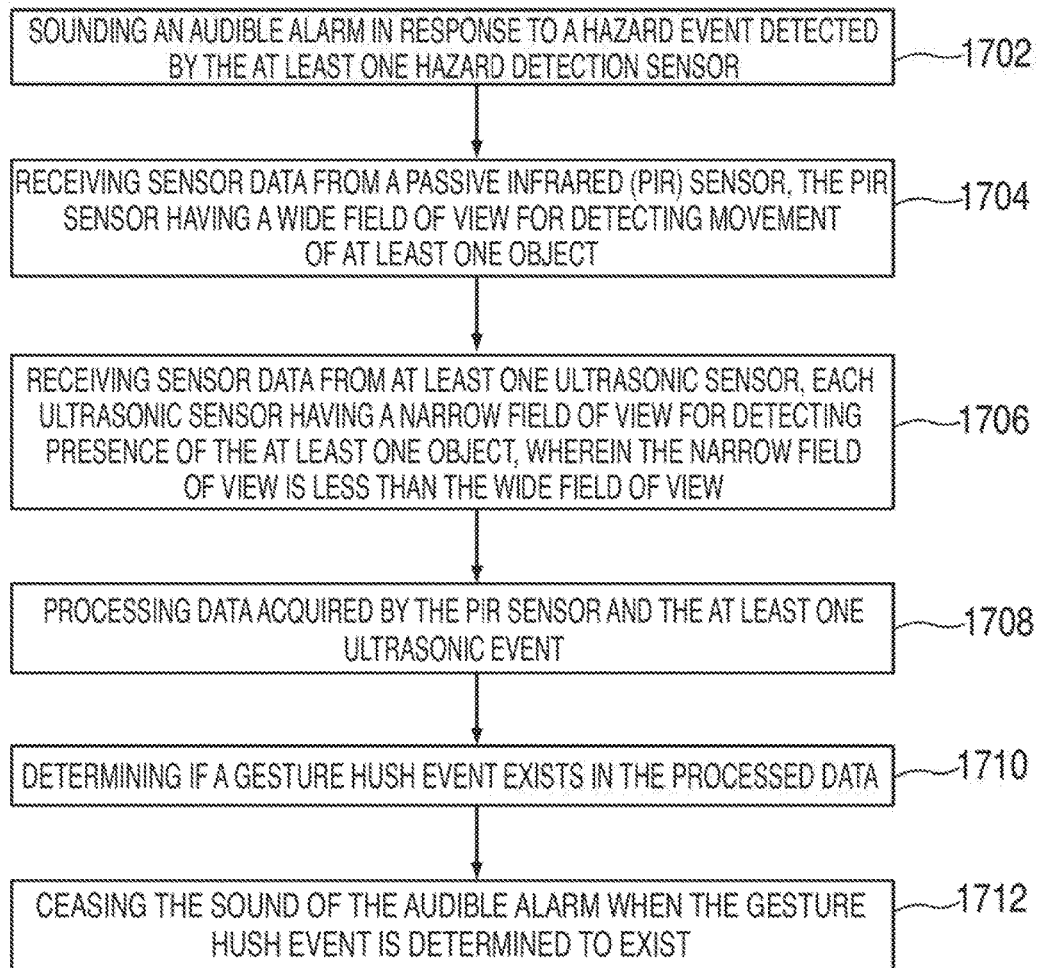 SOUNDING AN AUDIBLE ALARM IN RESPONSE TO A HAZARD EVENT DETECTED
BY THE AT LEAST ONE HAZARD DETECTION SENSOR
1702
RECEIVING SENSOR DATA FROM A PASSIVE INFRARED (PIR) SENSOR, THE PIR
SENSOR HAVING A WIDE FIELD OF VIEW FOR DETECTING MOVEMENT
OF AT LEAST ONE OBJECT
1704
RECEIVING SENSOR DATA FROM AT LEAST ONE ULTRASONIC SENSOR, EACH
ULTRASONIC SENSOR HAVING A NARROW FIELD OF VIEW FOR DETECTING
PRESENCE OF THE AT LEAST ONE OBJECT, WHEREIN THE NARROW FIELD
OF VIEW IS LESS THAN THE WIDE FIELD OF VIEW
1706
PROCESSING DATA ACQUIRED BY THE PIR SENSOR AND THE AT LEAST ONE
ULTRASONIC EVENT
1708
DETERMINING IF A GESTURE HUSH EVENT EXISTS IN THE PROCESSED DATA
1710
CEASING THE SOUND OF THE AUDIBLE ALARM WHEN THE GESTURE
HUSH EVENT IS DETERMINED TO EXIST
1712